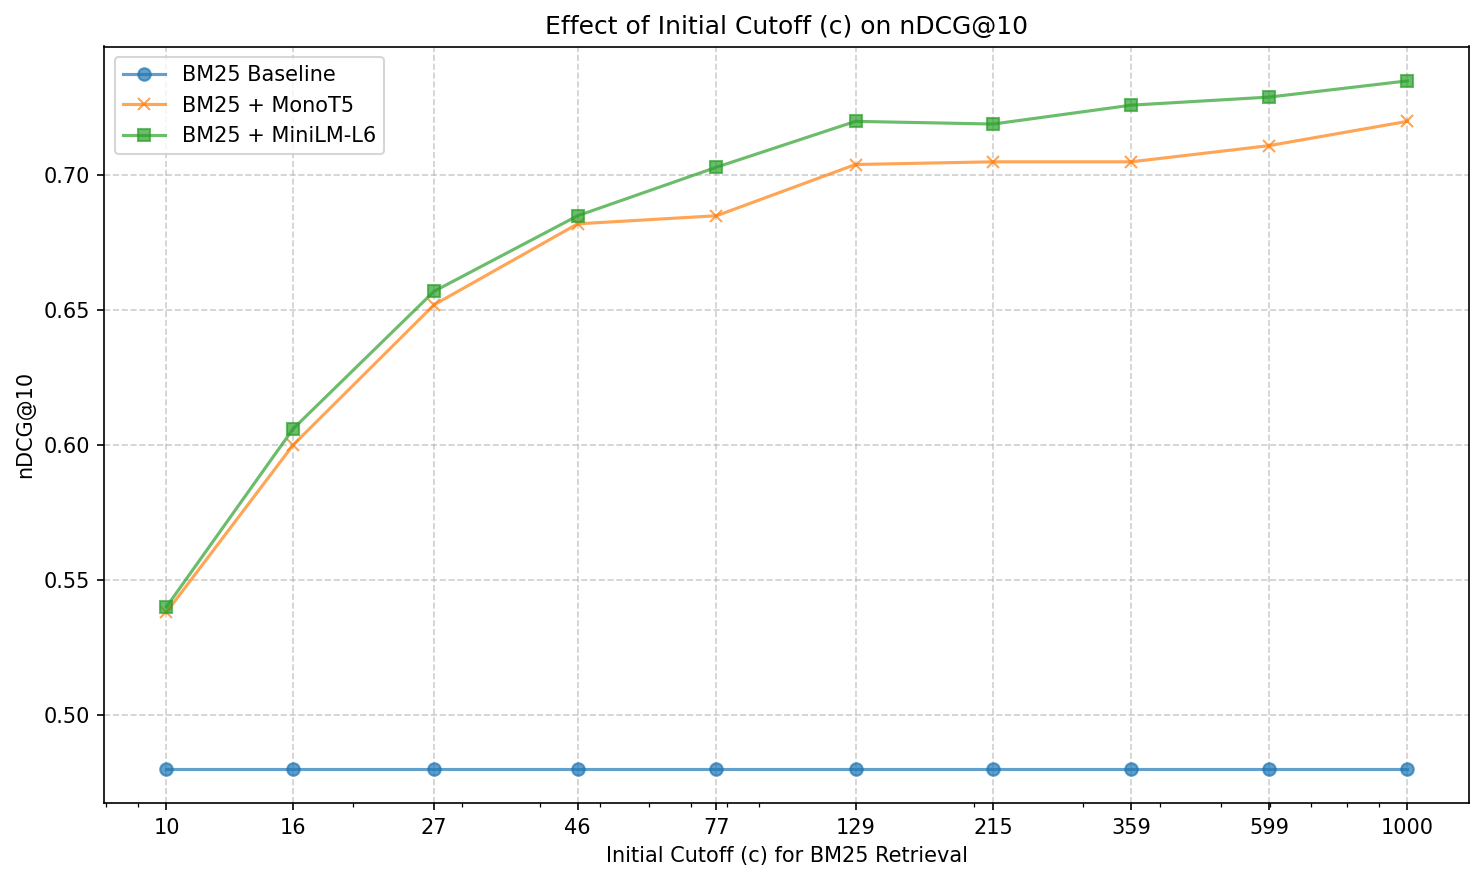 Effect of Initial Cutoff (c) on nDCG@10
BM25 Baseline
BM25 + MonoT5
BM25 + MiniLM-L6
nDCG@10
0.70
0.65
0.60
0.55
0.50
10 16 27 46 77 129 215 359 599 1000
Initial Cutoff (c) for BM25 Retrieval